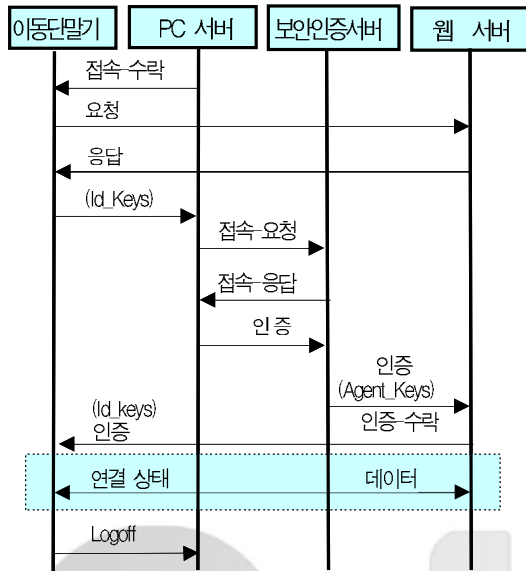 이동단말기 PC 서버 보안인증서버 웹 서버
접속-수락
요청
응답
(Id_Keys)
접속-요청
접속-응답
인 증
인증
(Agent_Keys)
인증-수락
(Id_keys)
인증
연결 상태 데이터
Logoff